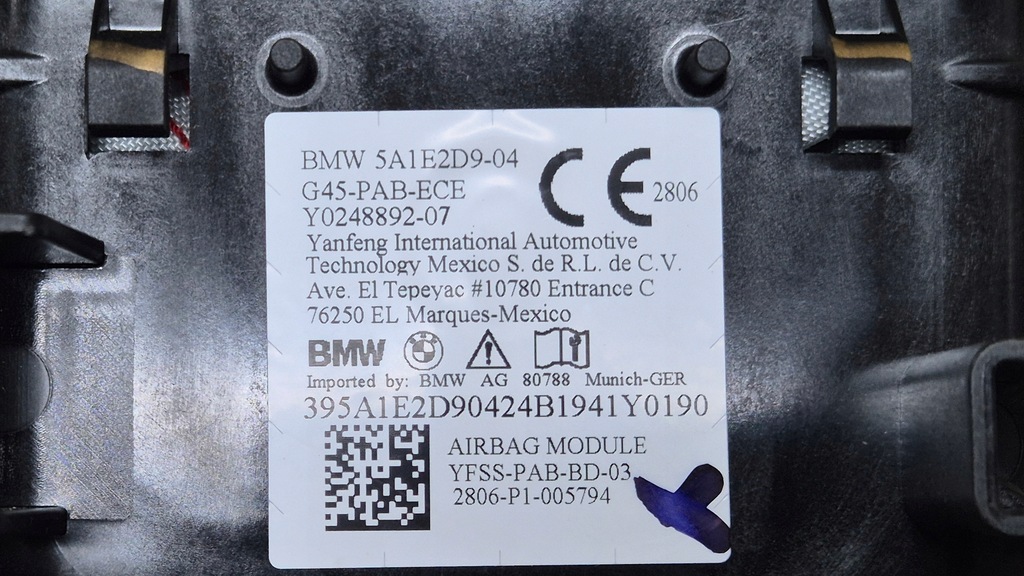 BMW 5A1E2D9-04
G45-PAB-ECE
Y0248892-07
CE 2806
Yanfeng International Automotive
Technology Mexico S. de R.L. de C.V.
Ave. El Tepeyac #10780 Entrance C
76250 EL Marques-Mexico
BMW
Imported by: BMW AG 80788 Munich-GER
395A1E2D90424B1941Y0190
AIRBAG MODULE
YFSS-PAB-BD-03
2806-P1-005794